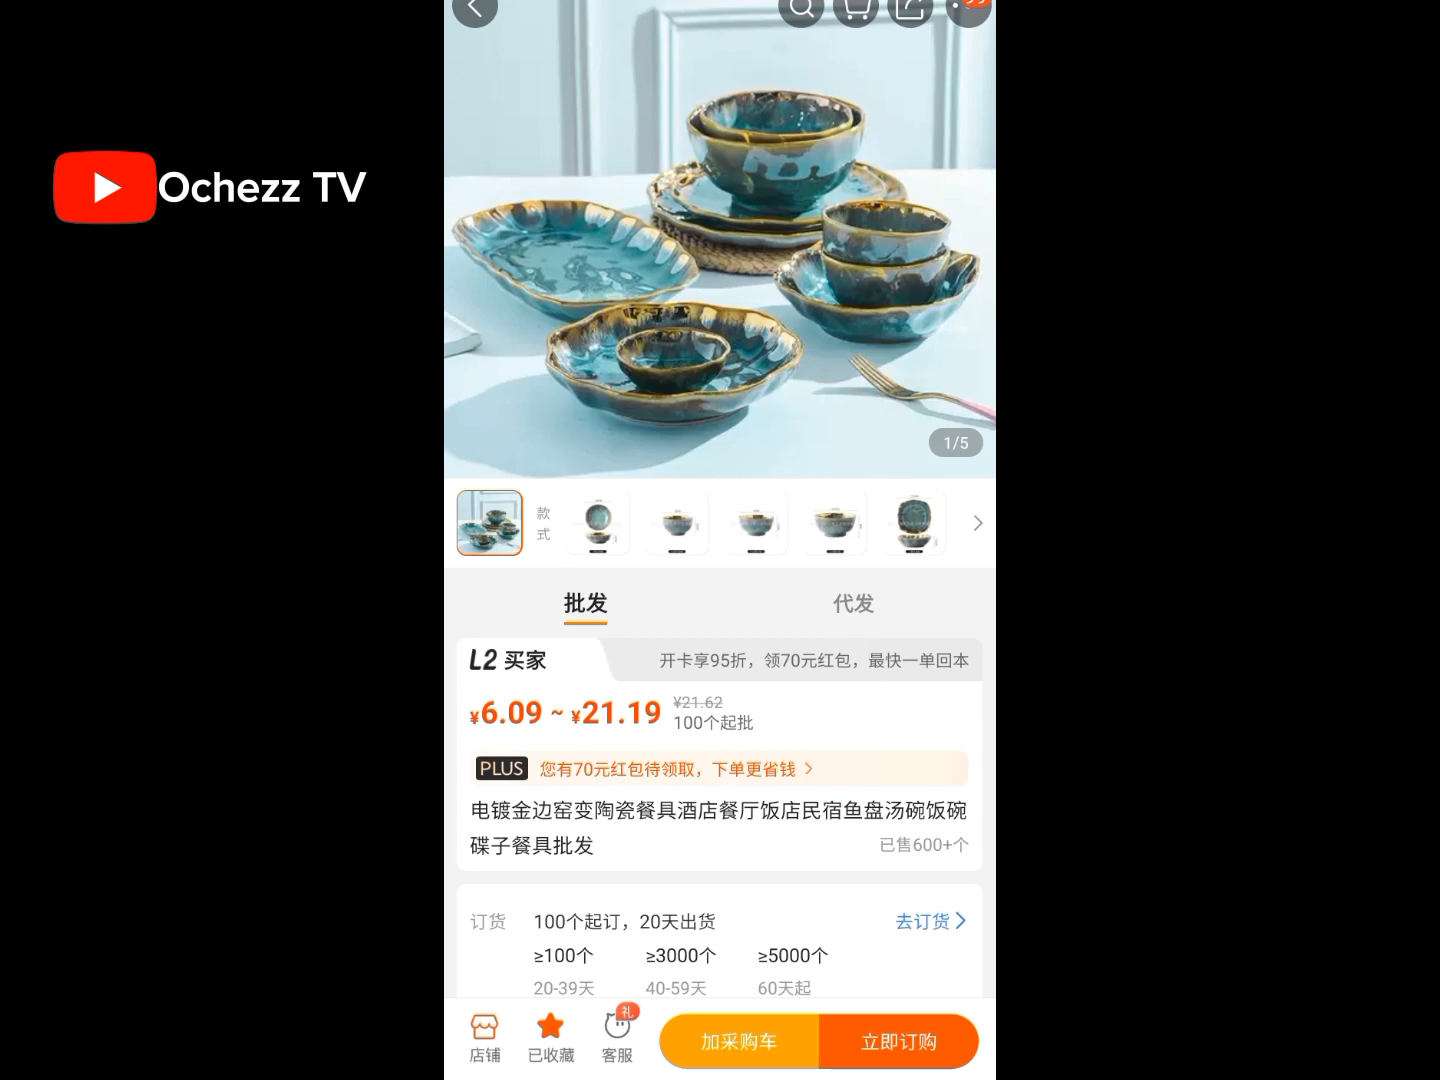 Ochezz TV
1/5
款
式
批发
代发
L2 买家
开卡享95折，领70元红包，最快一单回本
¥6.09 ~ ¥21.19
¥21.62
100个起批
PLUS 您有70元红包待领取，下单更省钱 >
电镀金边窑变陶瓷餐具酒店餐厅饭店民宿鱼盘汤碗饭碗
碟子餐具批发
已售600+个
订货 100个起订，20天出货 去订货 >
≥100个 ≥3000个 ≥5000个
20-39天 40-59天 60天起
礼
店铺 已收藏 客服 加采购车 立即订购